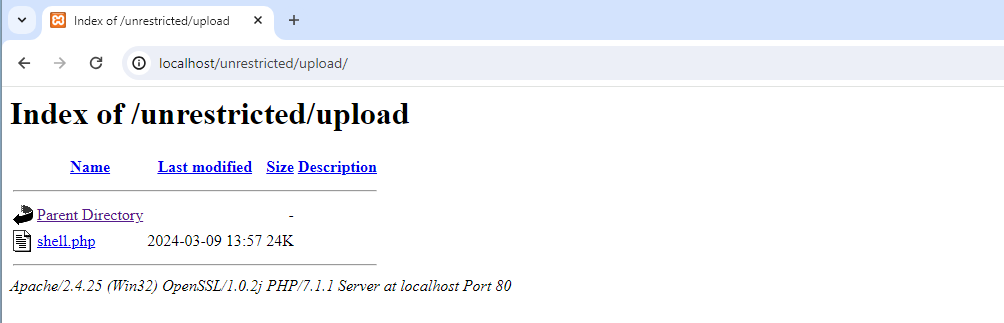 Index of /unrestricted/upload
localhost/unrestricted/upload/
Index of /unrestricted/upload
Name Last modified Size Description
Parent Directory -
shell.php 2024-03-09 13:57 24K
Apache/2.4.25 (Win32) OpenSSL/1.0.2j PHP/7.1.1 Server at localhost Port 80